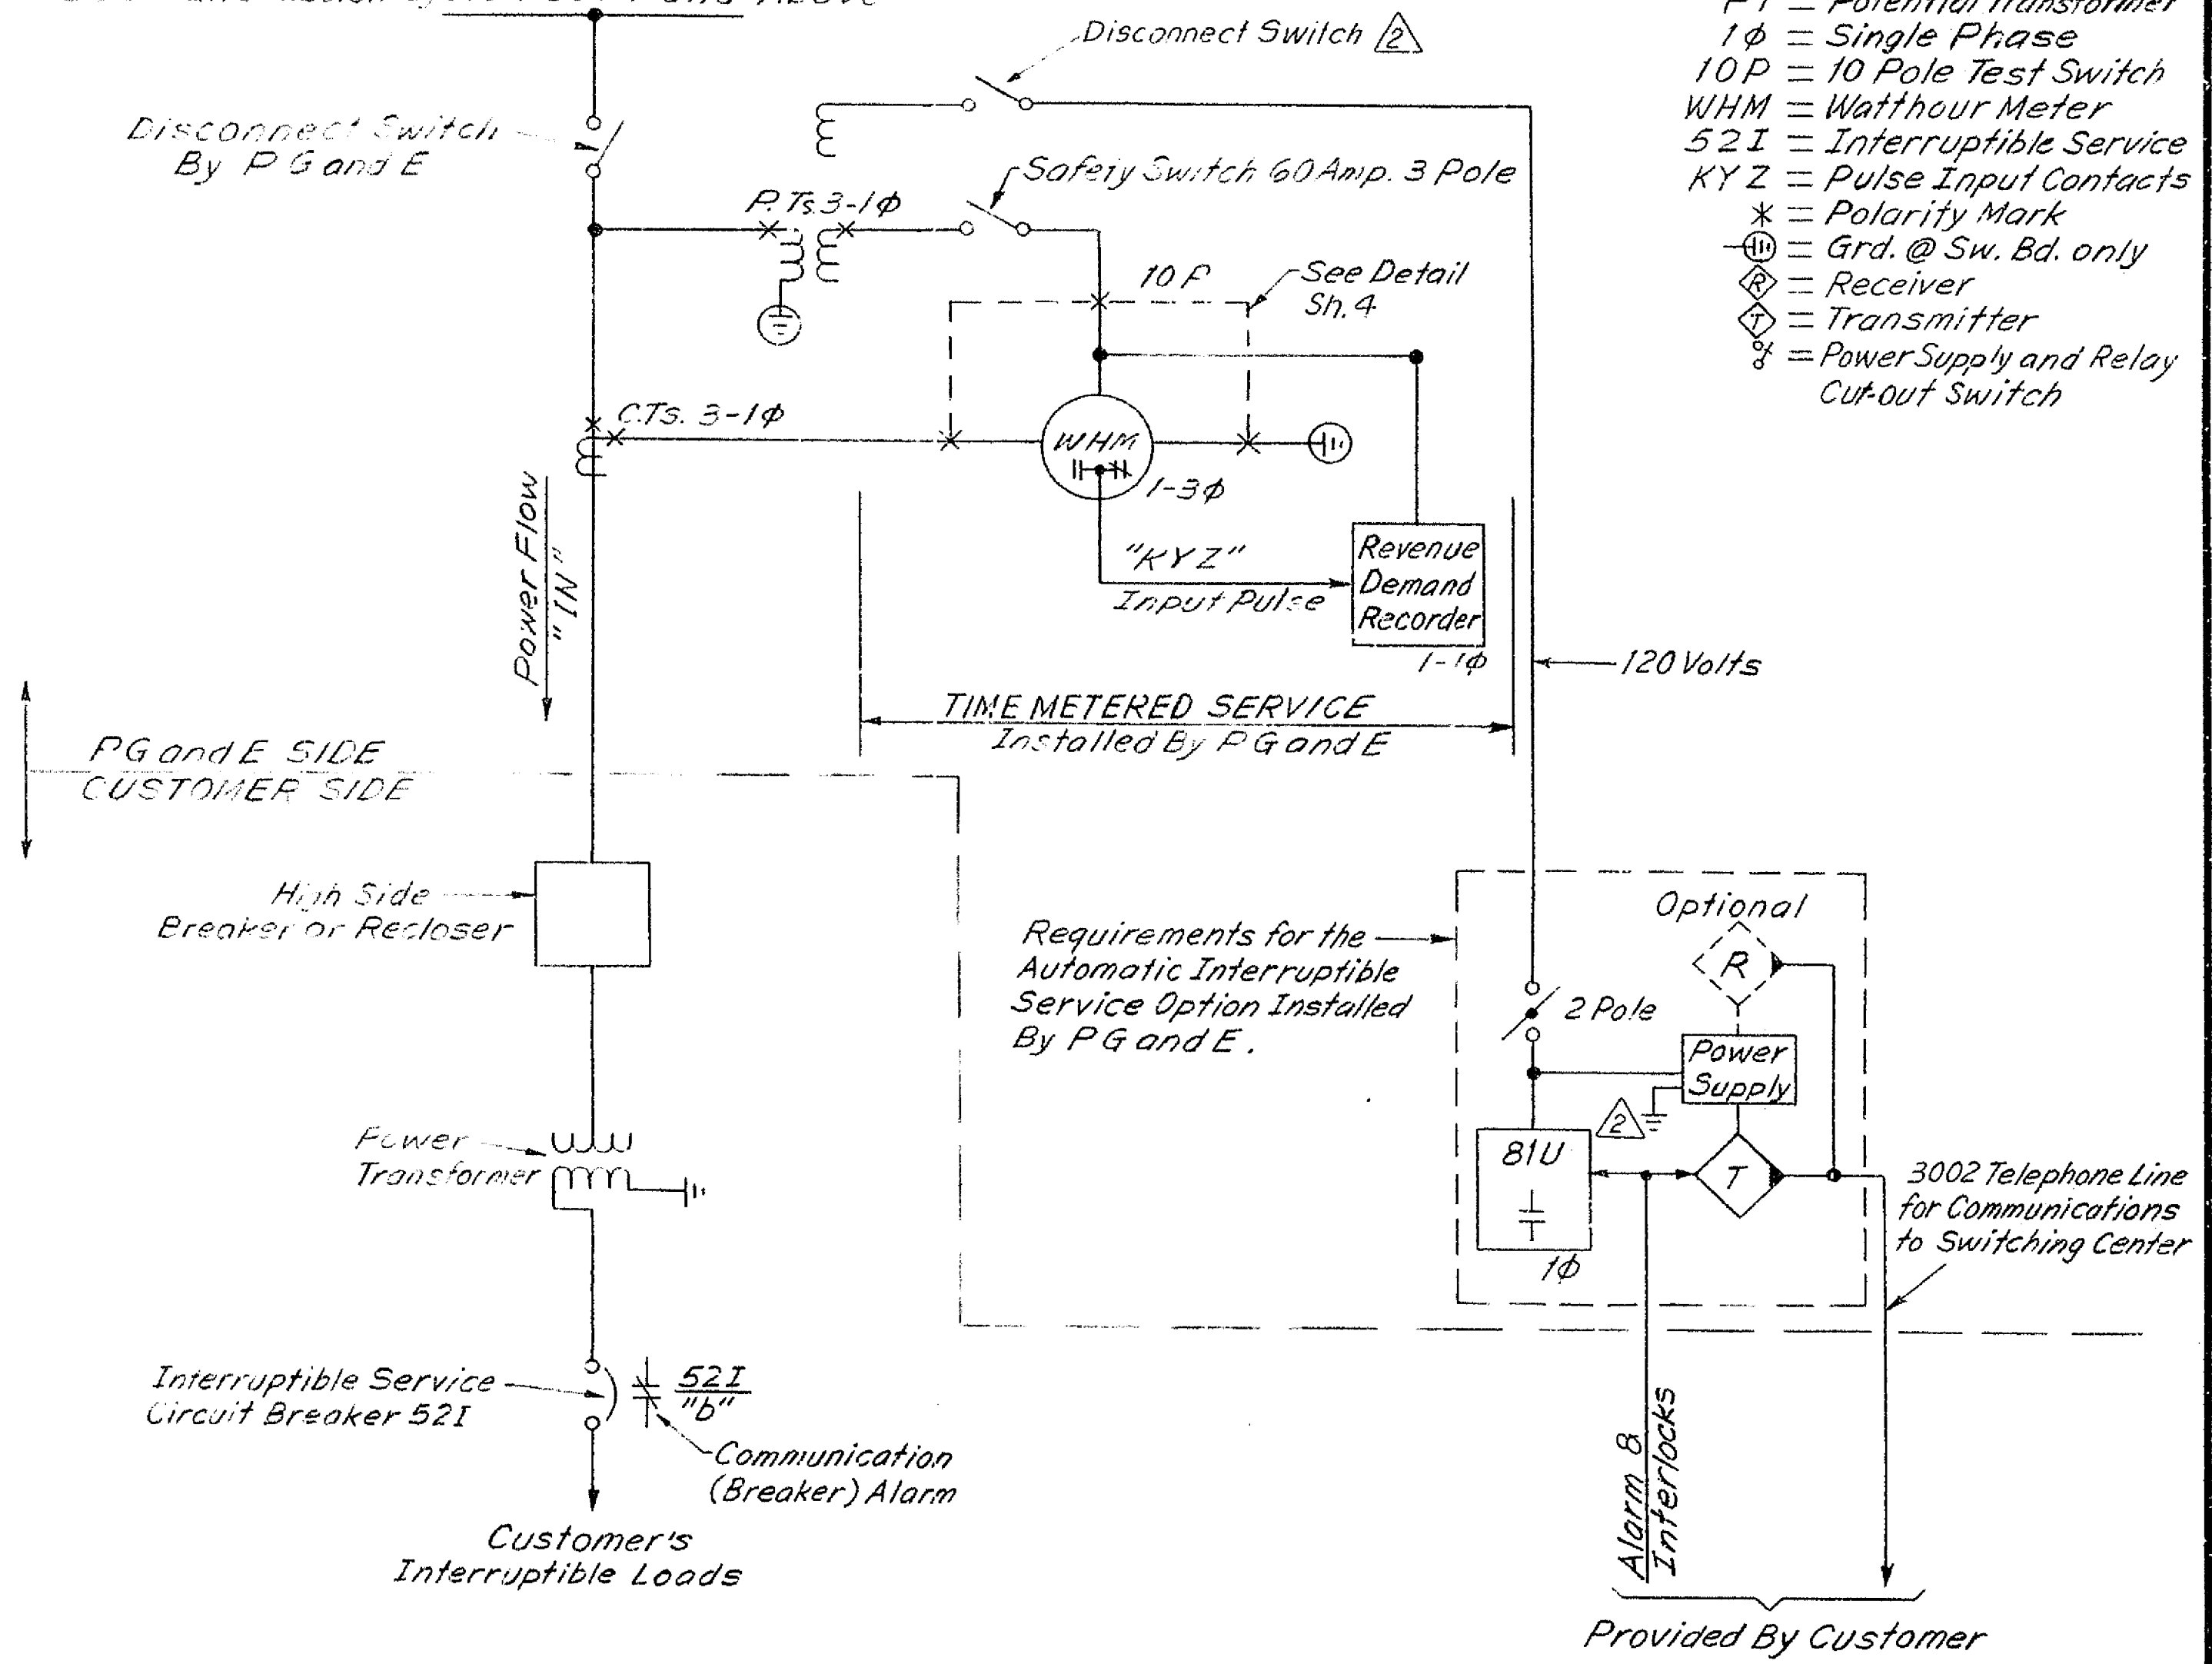 and Above
Disconnect Switch 2
Disconnect Switch
By P G and E
P.Ts. 3-1ϕ
Safety Switch 60 Amp. 3 Pole
10 P
See Detail
Sh. 4
C.Ts. 3-1ϕ
WHM
1-3ϕ
"KYZ"
Input Pulse
Revenue
Demand
Recorder
1-1ϕ
Power Flow
"IN"
120 Volts
TIME METERED SERVICE
Installed By P G and E
PT = Potential Transformer
1ϕ = Single Phase
10P = 10 Pole Test Switch
WHM = Watthour Meter
52I = Interruptible Service
KYZ = Pulse Input Contacts
* = Polarity Mark
= Grd. @ Sw. Bd. only
R = Receiver
T = Transmitter
= Power Supply and Relay
Cut-out Switch
P G and E SIDE
CUSTOMER SIDE
High Side
Breaker or Recloser
Requirements for the
Automatic Interruptible
Service Option Installed
By P G and E.
Optional
R
2 Pole
Power
Supply
2
81U
1ϕ
T
3002 Telephone Line
for Communications
to Switching Center
Power
Transformer
Interruptible Service
Circuit Breaker 52I
52I
"b"
Communication
(Breaker) Alarm
Customer's
Interruptible Loads
Alarm &
Interlocks
Provided By Customer